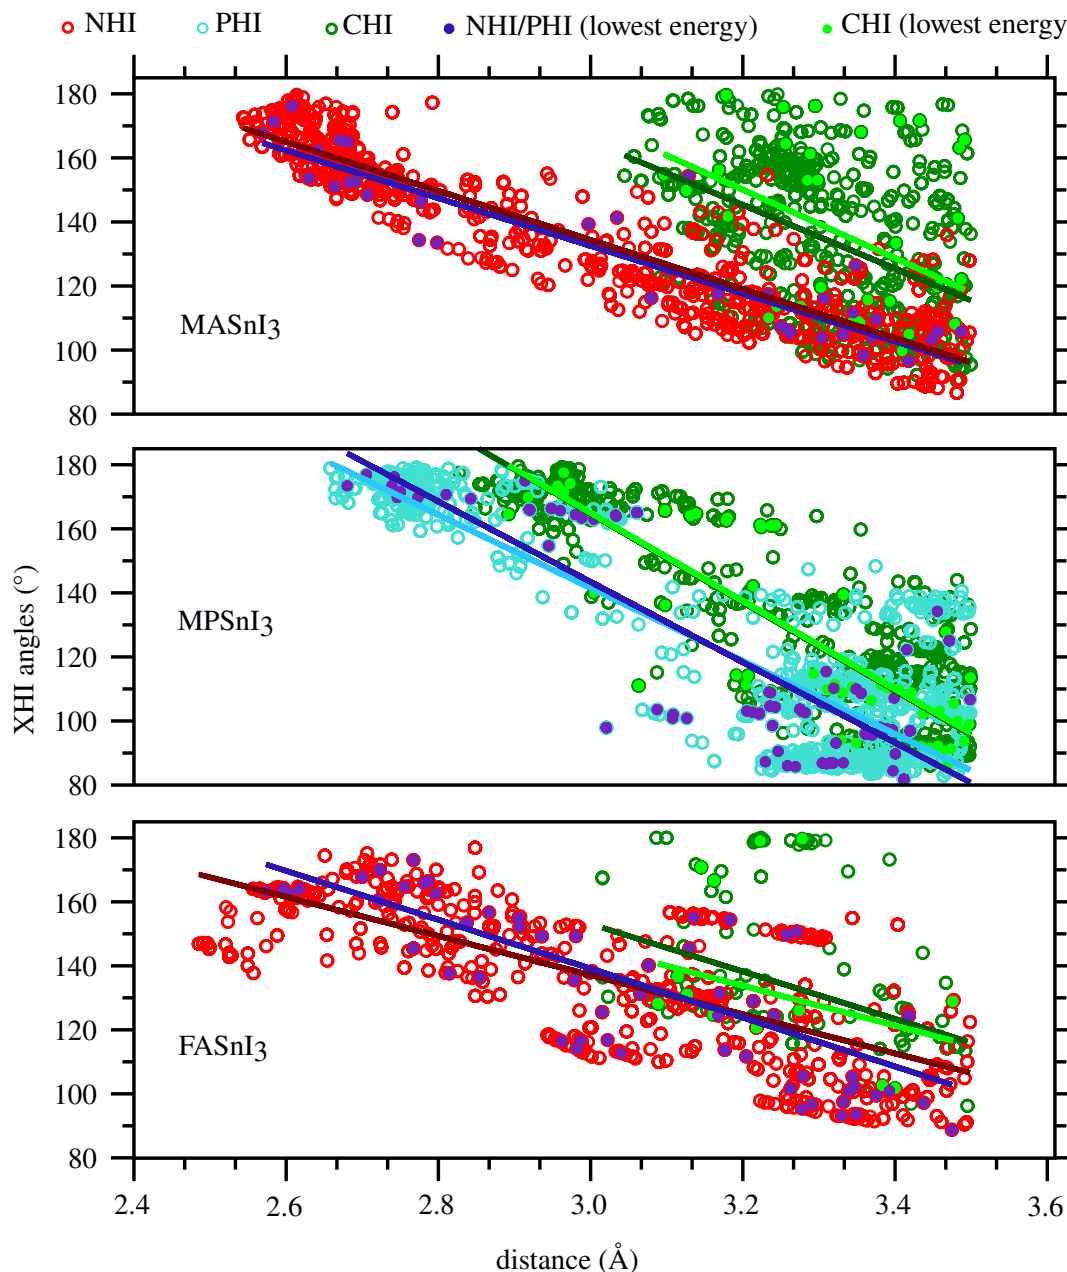 NHI PHI CHI NHI/PHI (lowest energy) CHI (lowest energy
180
160
140
120
100
80
MASnI3
180
160
140
120
100
80
MPSnI3
XHI angles (°)
180
160
140
120
100
80
FASnI3
2.4 2.6 2.8 3.0 3.2 3.4 3.6
distance (Å)